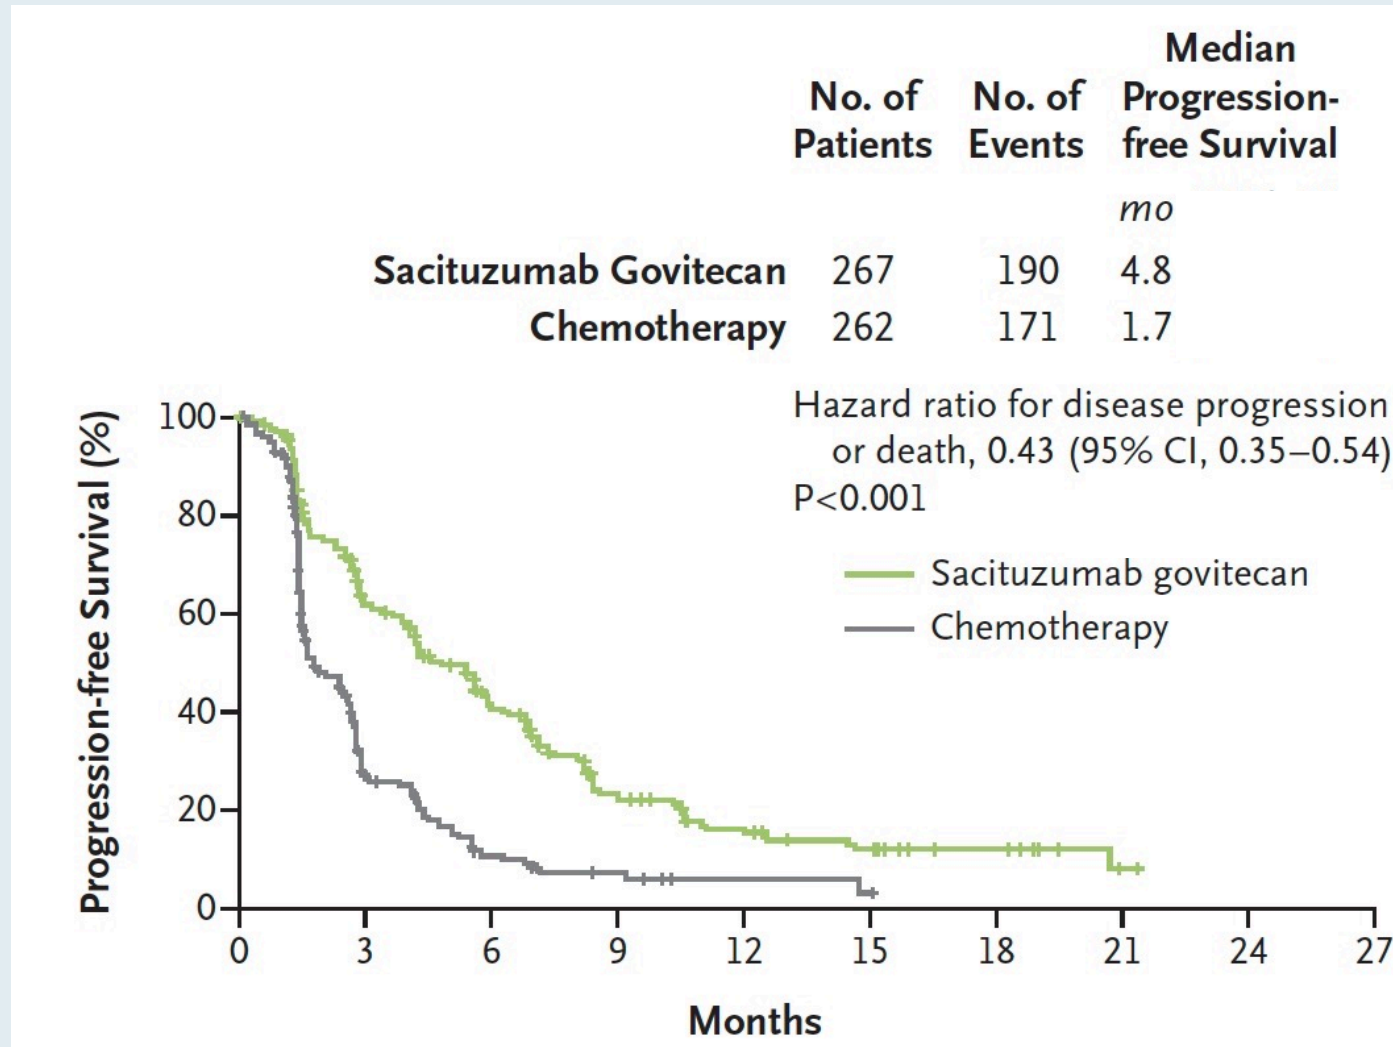 Median
No. of No. of Progression-
Patients Events free Survival
mo
Sacituzumab Govitecan 267 190 4.8
Chemotherapy 262 171 1.7
Hazard ratio for disease progression
or death, 0.43 (95% CI, 0.35–0.54)
P<0.001
Sacituzumab govitecan
Chemotherapy
Progression-free Survival (%)
100
80
60
40
20
0
0 3 6 9 12 15 18 21 24 27
Months